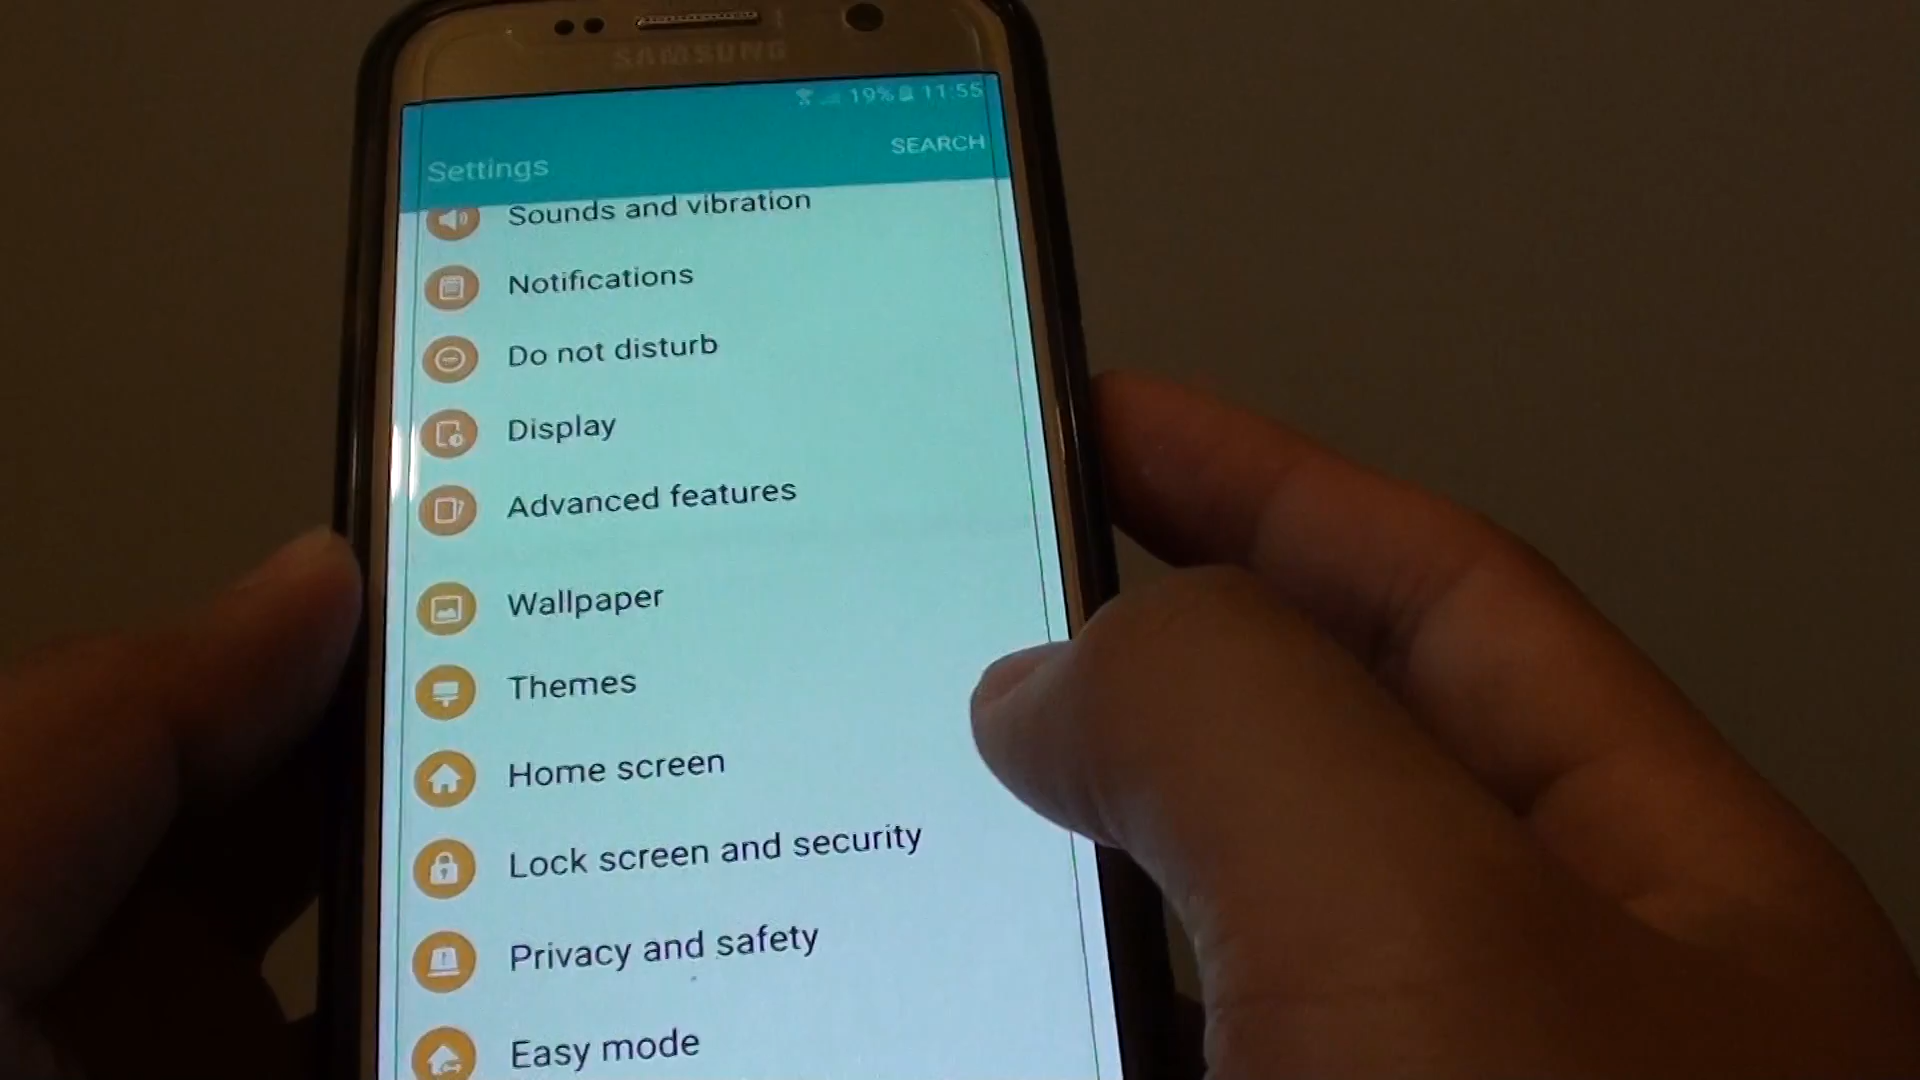 SAMSUNG
19% 11:55
SEARCH
Settings
Sounds and vibration
Notifications
Do not disturb
Display
Advanced features
Wallpaper
Themes
Home screen
Lock screen and security
Privacy and safety
Easy mode